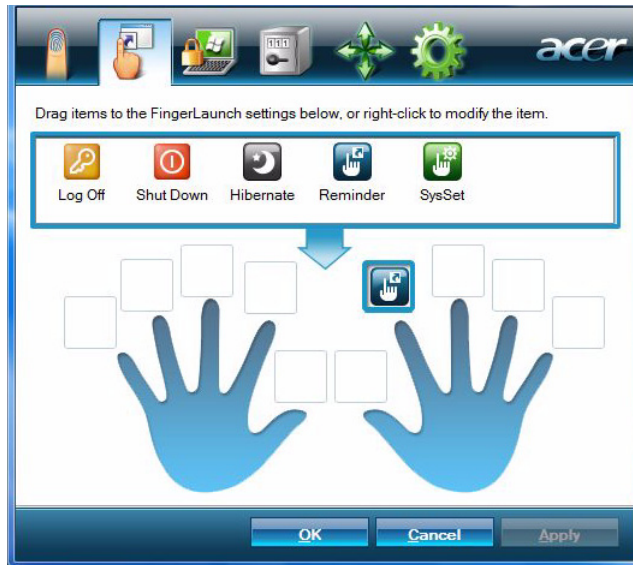 acer
Drag items to the FingerLaunch settings below, or right-click to modify the item.
Log Off Shut Down Hibernate Reminder SysSet
OK Cancel Apply